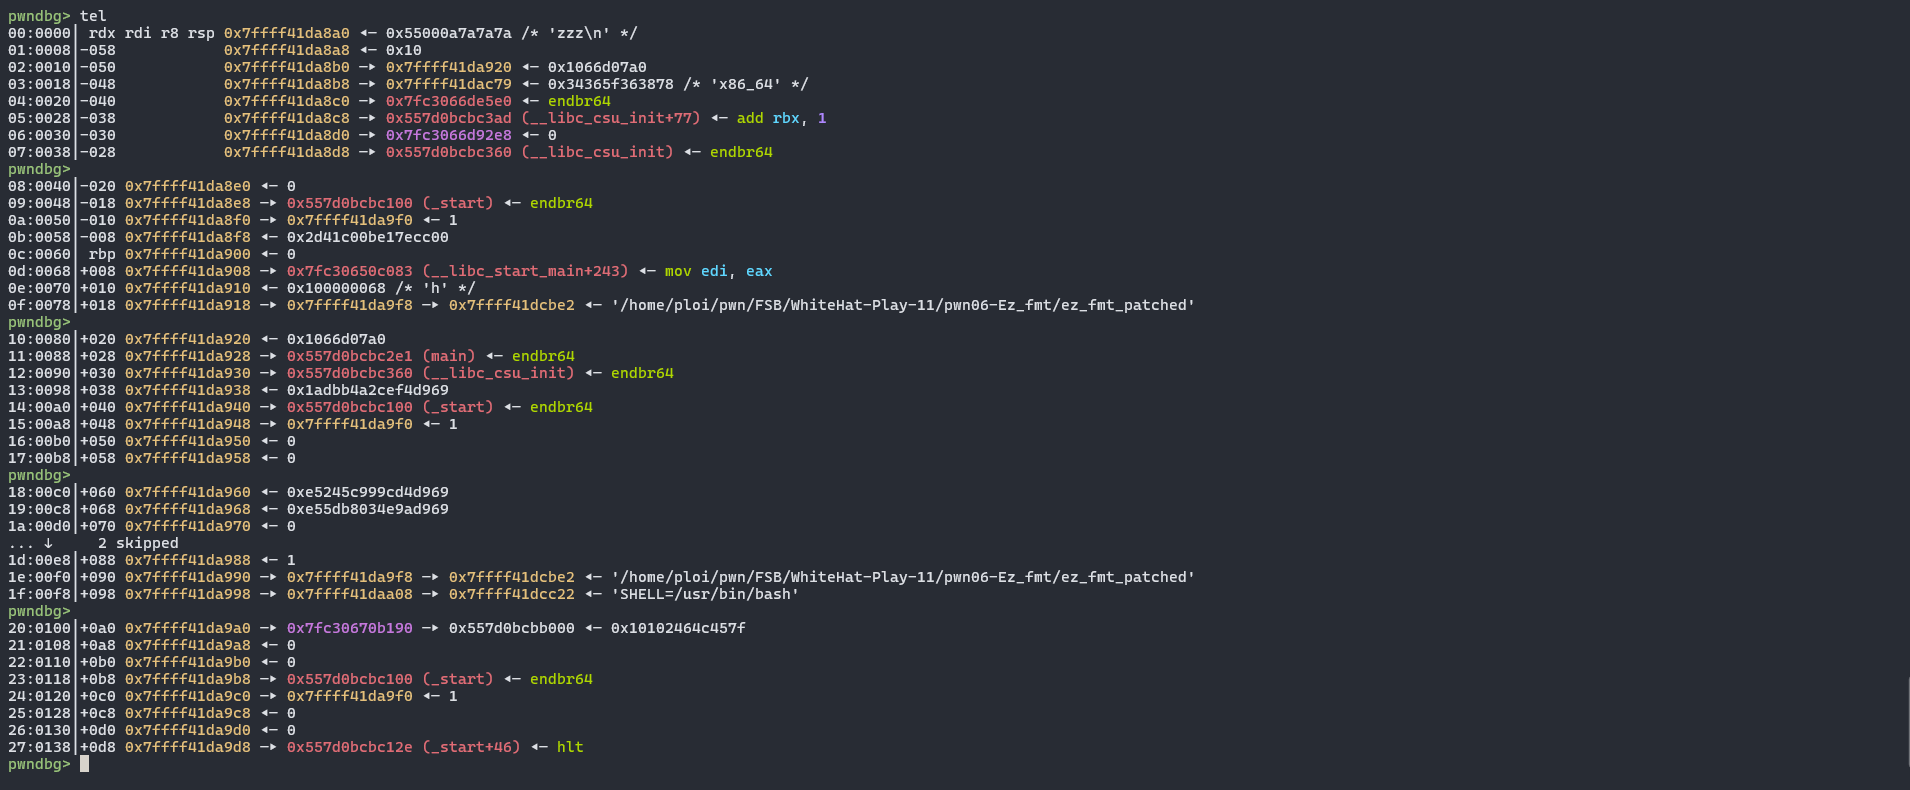 pwndbg> tel
00:0000│ rdx rdi r8 rsp 0x7ffff41da8a0 ◂— 0x55000a7a7a7a /* 'zzz\n' */
01:0008│-058            0x7ffff41da8a8 ◂— 0x10
02:0010│-050            0x7ffff41da8b0 —▸ 0x7ffff41da920 ◂— 0x1066d07a0
03:0018│-048            0x7ffff41da8b8 —▸ 0x7ffff41dac79 ◂— 0x34365f363878 /* 'x86_64' */
04:0020│-040            0x7ffff41da8c0 —▸ 0x7fc3066de5e0 ◂— endbr64
05:0028│-038            0x7ffff41da8c8 —▸ 0x557d0bcbc3ad (__libc_csu_init+77) ◂— add rbx, 1
06:0030│-030            0x7ffff41da8d0 —▸ 0x7fc3066d92e8 ◂— 0
07:0038│-028            0x7ffff41da8d8 —▸ 0x557d0bcbc360 (__libc_csu_init) ◂— endbr64
pwndbg>
08:0040│-020 0x7ffff41da8e0 ◂— 0
09:0048│-018 0x7ffff41da8e8 —▸ 0x557d0bcbc100 (_start) ◂— endbr64
0a:0050│-010 0x7ffff41da8f0 —▸ 0x7ffff41da9f0 ◂— 1
0b:0058│-008 0x7ffff41da8f8 ◂— 0x2d41c00be17ecc00
0c:0060│ rbp 0x7ffff41da900 ◂— 0
0d:0068│+008 0x7ffff41da908 —▸ 0x7fc30650c083 (__libc_start_main+243) ◂— mov edi, eax
0e:0070│+010 0x7ffff41da910 ◂— 0x100000068 /* 'h' */
0f:0078│+018 0x7ffff41da918 —▸ 0x7ffff41da9f8 —▸ 0x7ffff41dcbe2 ◂— '/home/ploi/pwn/FSB/WhiteHat-Play-11/pwn06-Ez_fmt/ez_fmt_patched'
pwndbg>
10:0080│+020 0x7ffff41da920 ◂— 0x1066d07a0
11:0088│+028 0x7ffff41da928 —▸ 0x557d0bcbc2e1 (main) ◂— endbr64
12:0090│+030 0x7ffff41da930 —▸ 0x557d0bcbc360 (__libc_csu_init) ◂— endbr64
13:0098│+038 0x7ffff41da938 ◂— 0x1adbb4a2cef4d969
14:00a0│+040 0x7ffff41da940 —▸ 0x557d0bcbc100 (_start) ◂— endbr64
15:00a8│+048 0x7ffff41da948 —▸ 0x7ffff41da9f0 ◂— 1
16:00b0│+050 0x7ffff41da950 ◂— 0
17:00b8│+058 0x7ffff41da958 ◂— 0
pwndbg>
18:00c0│+060 0x7ffff41da960 ◂— 0xe5245c999cd4d969
19:00c8│+068 0x7ffff41da968 ◂— 0xe55db8034e9ad969
1a:00d0│+070 0x7ffff41da970 ◂— 0
... ↓     2 skipped
1d:00e8│+088 0x7ffff41da988 ◂— 1
1e:00f0│+090 0x7ffff41da990 —▸ 0x7ffff41da9f8 —▸ 0x7ffff41dcbe2 ◂— '/home/ploi/pwn/FSB/WhiteHat-Play-11/pwn06-Ez_fmt/ez_fmt_patched'
1f:00f8│+098 0x7ffff41da998 —▸ 0x7ffff41daa08 —▸ 0x7ffff41dcc22 ◂— 'SHELL=/usr/bin/bash'
pwndbg>
20:0100│+0a0 0x7ffff41da9a0 —▸ 0x7fc30670b190 —▸ 0x557d0bcbb000 ◂— 0x10102464c457f
21:0108│+0a8 0x7ffff41da9a8 ◂— 0
22:0110│+0b0 0x7ffff41da9b0 ◂— 0
23:0118│+0b8 0x7ffff41da9b8 —▸ 0x557d0bcbc100 (_start) ◂— endbr64
24:0120│+0c0 0x7ffff41da9c0 —▸ 0x7ffff41da9f0 ◂— 1
25:0128│+0c8 0x7ffff41da9c8 ◂— 0
26:0130│+0d0 0x7ffff41da9d0 ◂— 0
27:0138│+0d8 0x7ffff41da9d8 —▸ 0x557d0bcbc12e (_start+46) ◂— hlt
pwndbg>